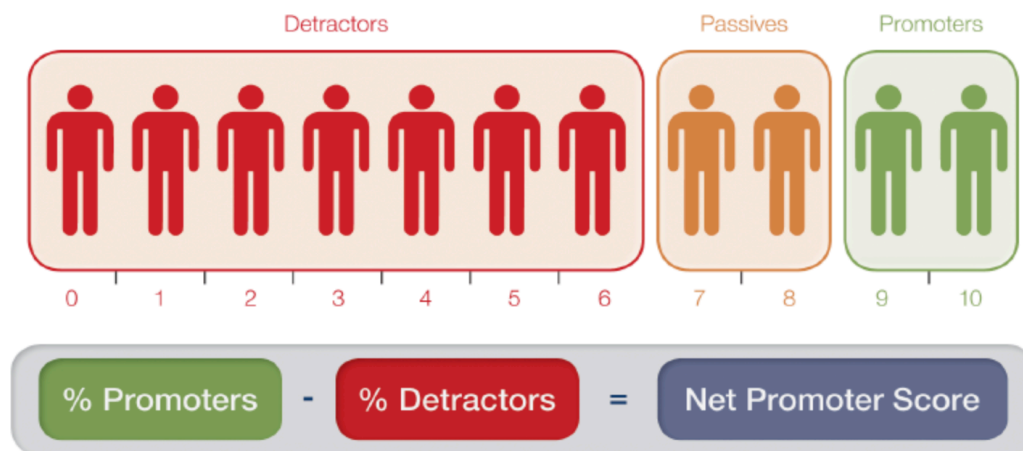 Detractors Passives Promoters
0 1 2 3 4 5 6 7 8 9 10
% Promoters - % Detractors = Net Promoter Score